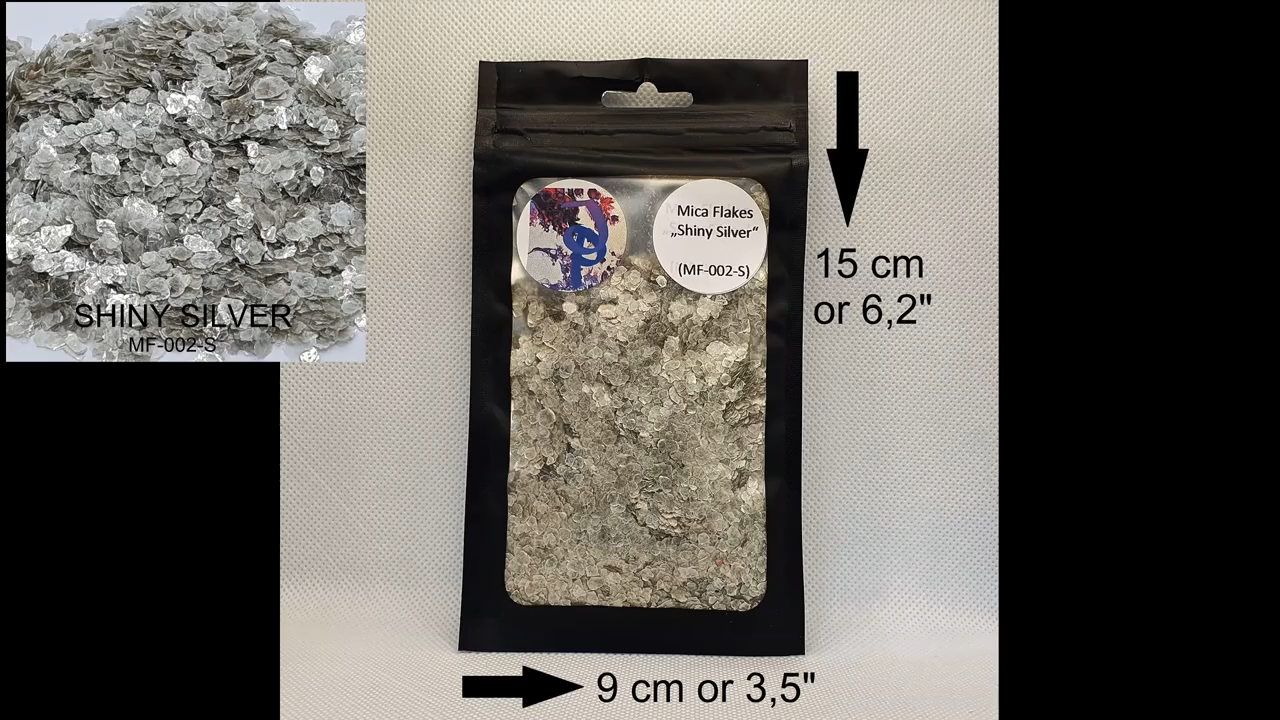 SHINY SILVER
MF-002-S
Mica Flakes
„Shiny Silver“
(MF-002-S)
15 cm
or 6,2"
9 cm or 3,5"